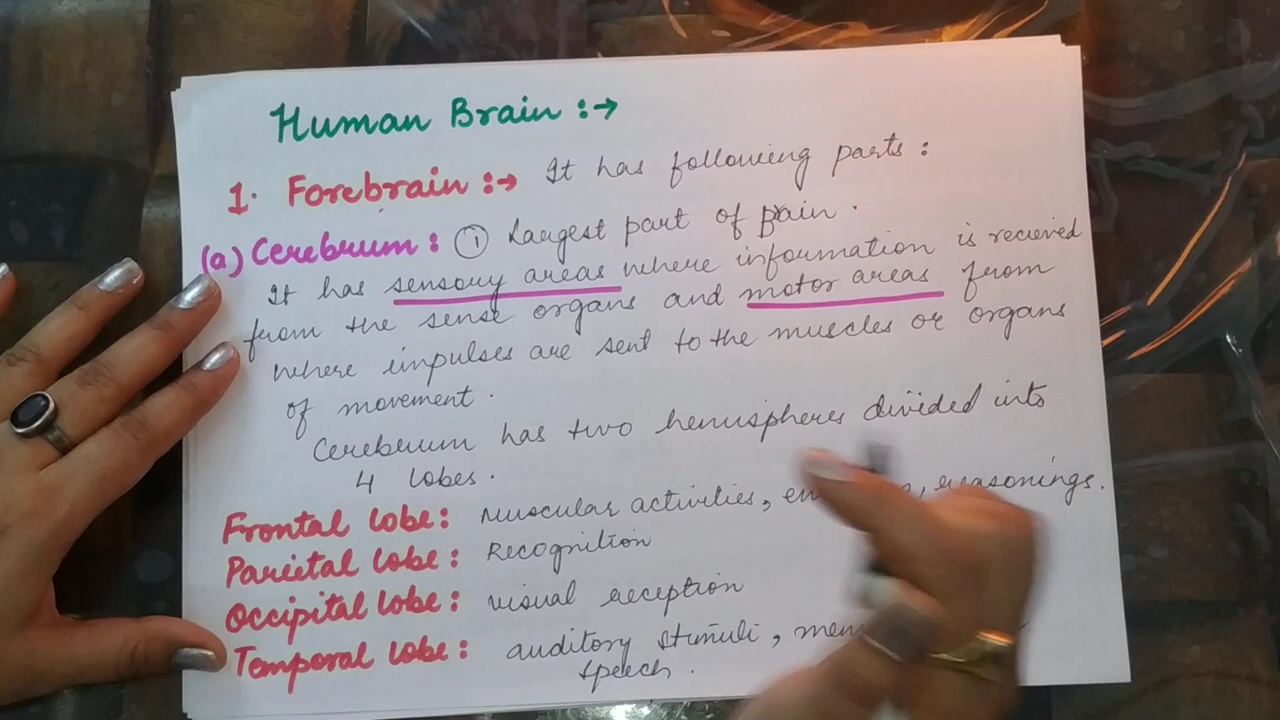 Human Brain :→
1. Forebrain :→ It has following parts :
(a) Cerebrum : ① Largest part of brain.
It has sensory areas where information is recieved
from the sense organs and motor areas from
where impulses are sent to the muscles or organs
of movement.
Cerebrum has two hemispheres divided into
4 lobes.
Frontal lobe : Muscular activities, reasonings.
Parietal lobe : Recognition
Occipital lobe : visual reception
Temporal lobe : auditory stimuli,
speech.